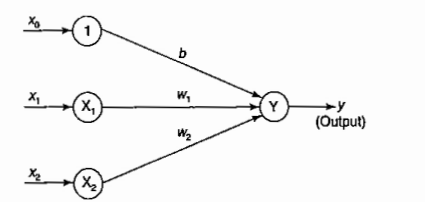 x₀ 1
b
x₁ X₁ w₁ Y y
(Output)
w₂
x₂ X₂